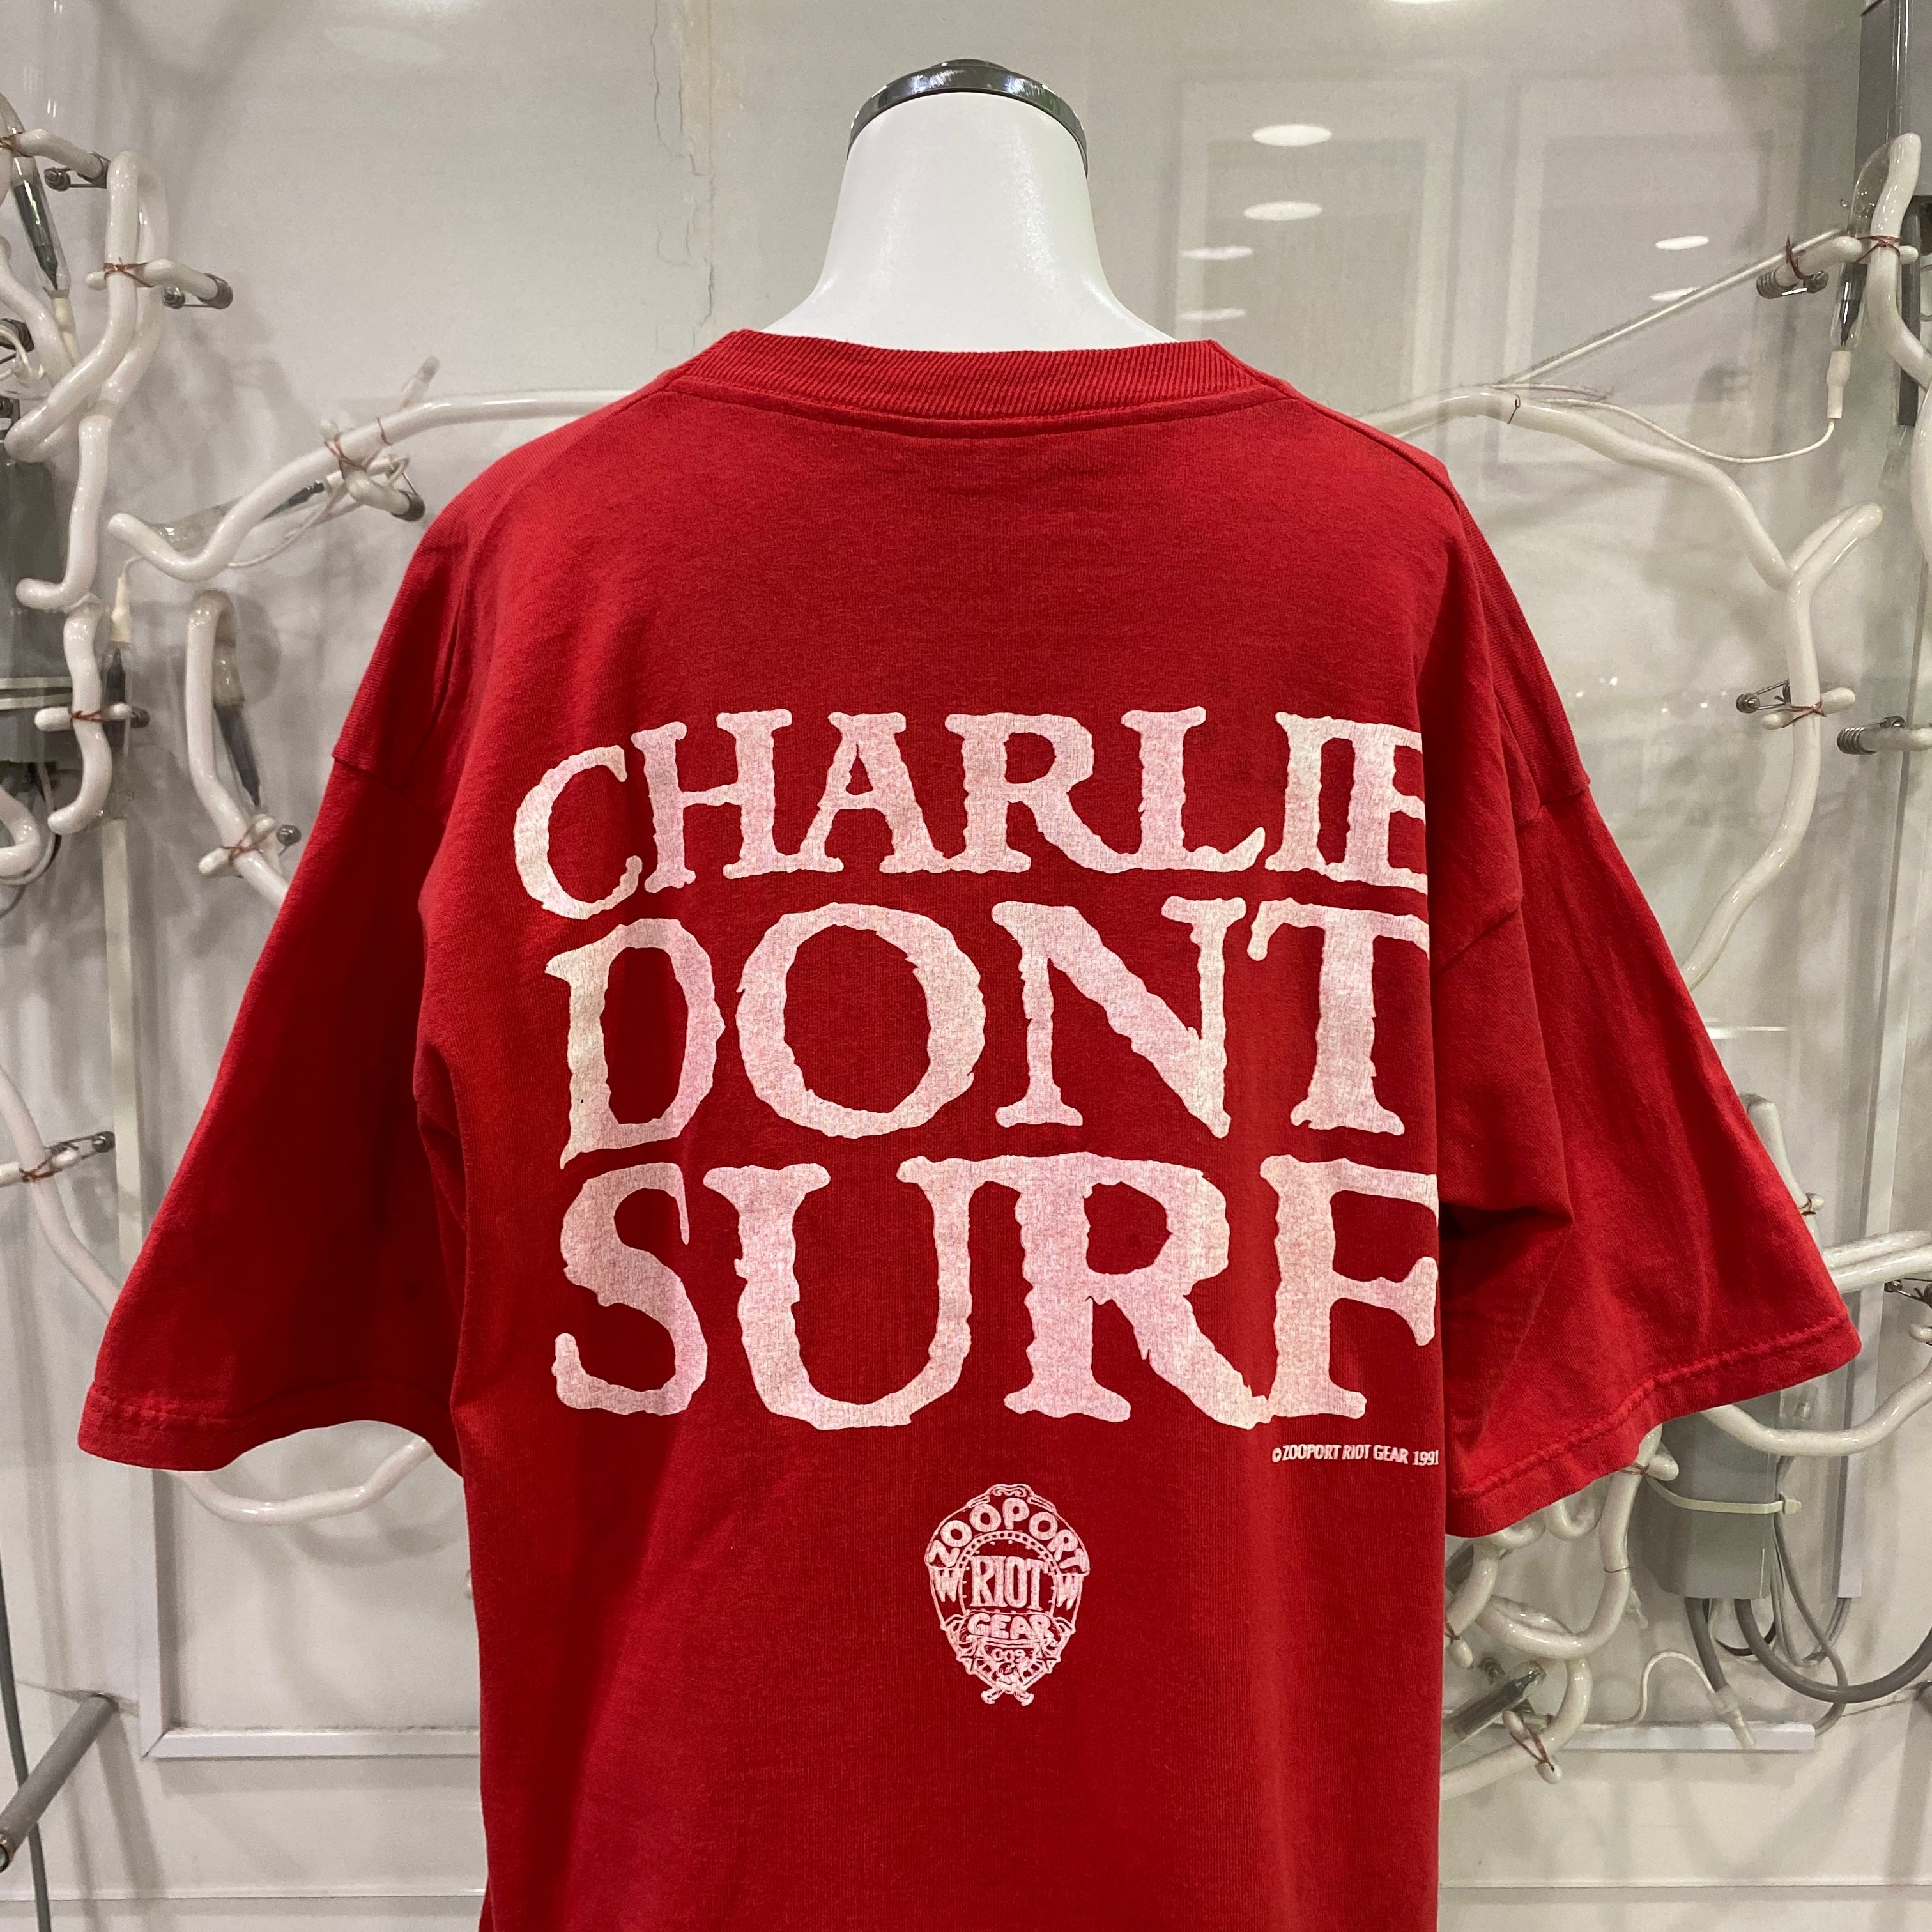 CHARLIE
DONT
SURF
© ZOOPORT RIOT GEAR 1991
ZOOPORT
W RIOT W
GEAR